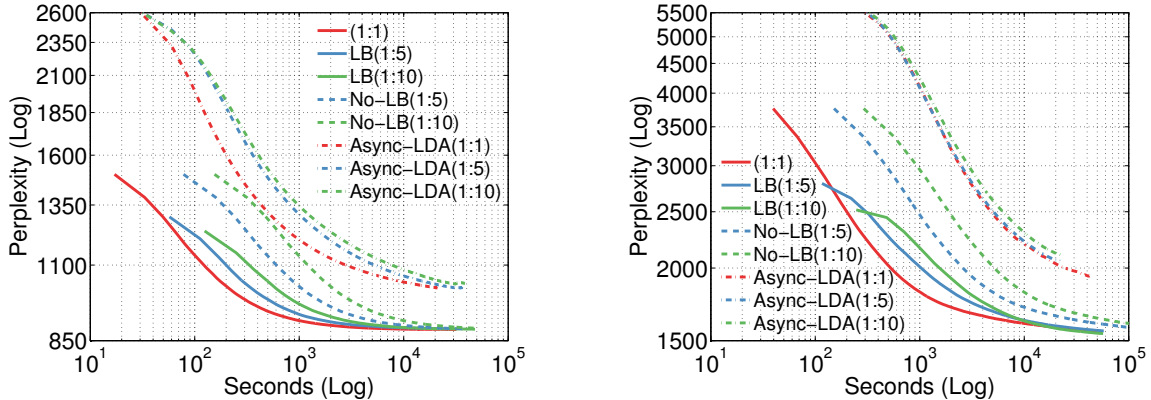 2600
2350
2100
1850
1600
1350
1100
850
Perplexity (Log)
10^1
10^2
10^3
10^4
10^5
Seconds (Log)
(1:1)
LB(1:5)
LB(1:10)
No−LB(1:5)
No−LB(1:10)
Async−LDA(1:1)
Async−LDA(1:5)
Async−LDA(1:10)
5500
5000
4500
4000
3500
3000
2500
2000
1500
Perplexity (Log)
10^1
10^2
10^3
10^4
10^5
Seconds (Log)
(1:1)
LB(1:5)
LB(1:10)
No−LB(1:5)
No−LB(1:10)
Async−LDA(1:1)
Async−LDA(1:5)
Async−LDA(1:10)